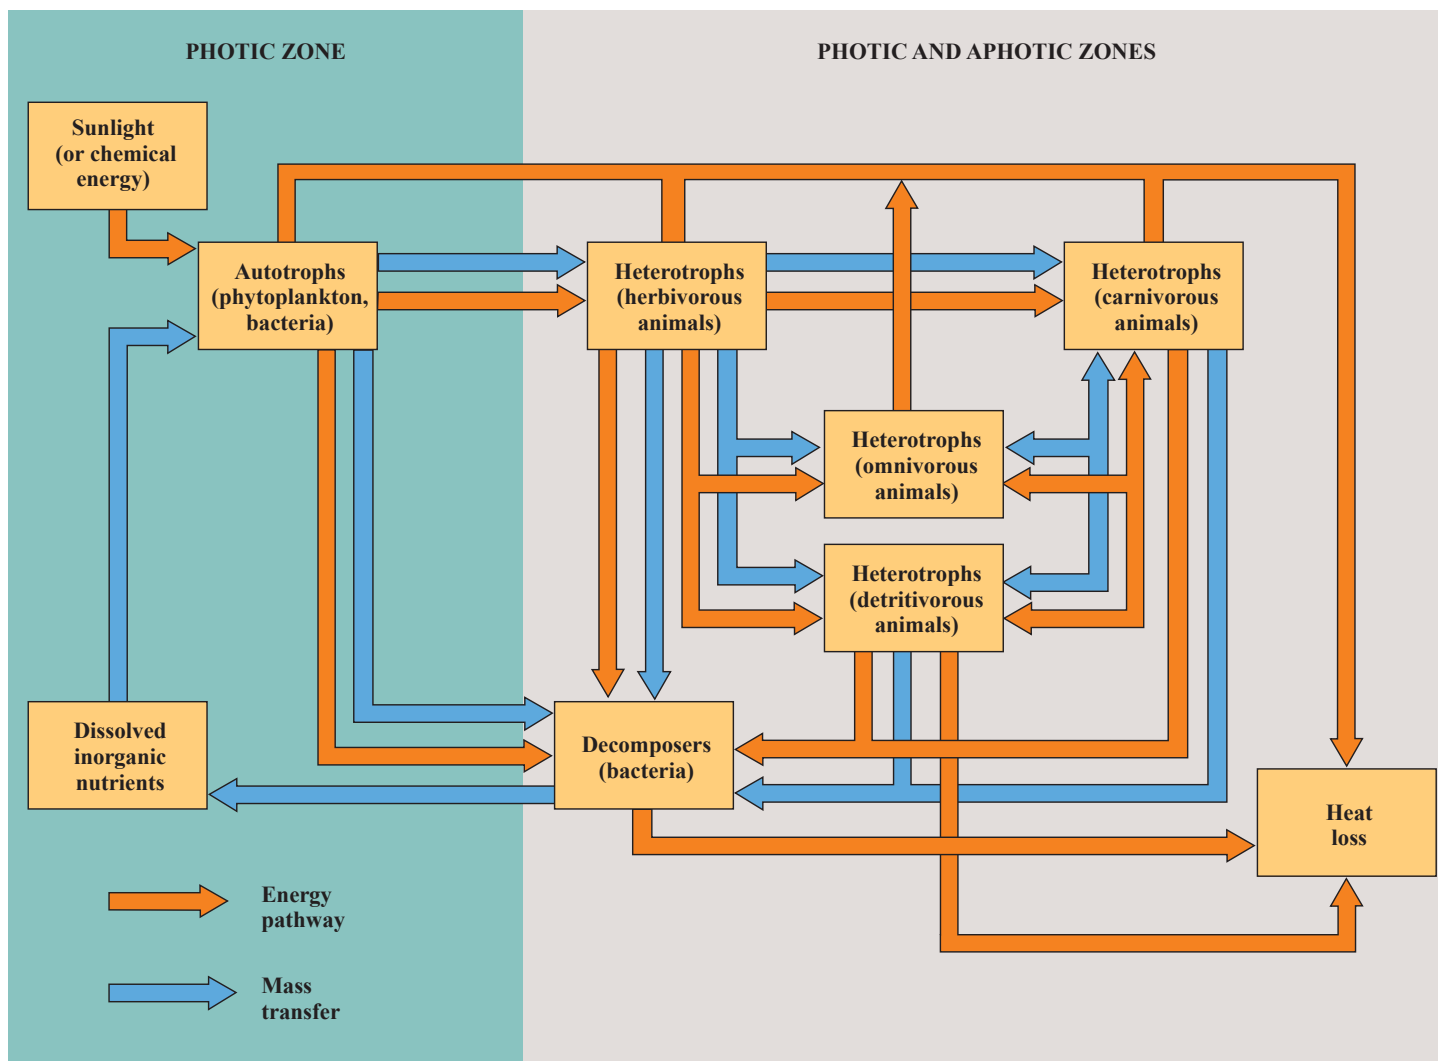 PHOTIC ZONE
PHOTIC AND APHOTIC ZONES
Sunlight
(or chemical
energy)
Autotrophs
(phytoplankton,
bacteria)
Heterotrophs
(herbivorous
animals)
Heterotrophs
(carnivorous
animals)
Heterotrophs
(omnivorous
animals)
Heterotrophs
(detritivorous
animals)
Dissolved
inorganic
nutrients
Decomposers
(bacteria)
Heat
loss
Energy
pathway
Mass
transfer